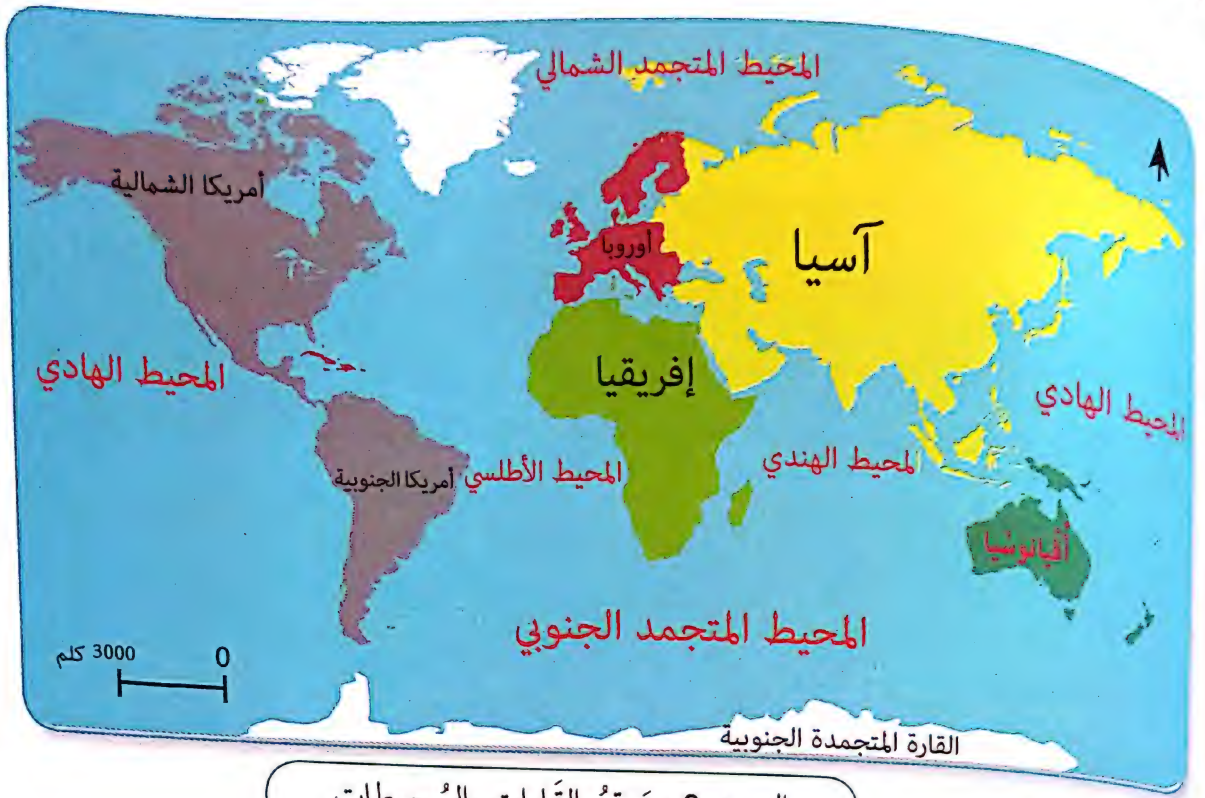 المحيط المتجمد الشمالي
أمريكا الشمالية
أوروبا
آسيا
المحيط الهادي
إفريقيا
المحيط الهادي
أمريكا الجنوبية
المحيط الأطلسي
المحيط الهندي
أقيانوسيا
المحيط المتجمد الجنوبي
0 3000 كلم
القارة المتجمدة الجنوبية